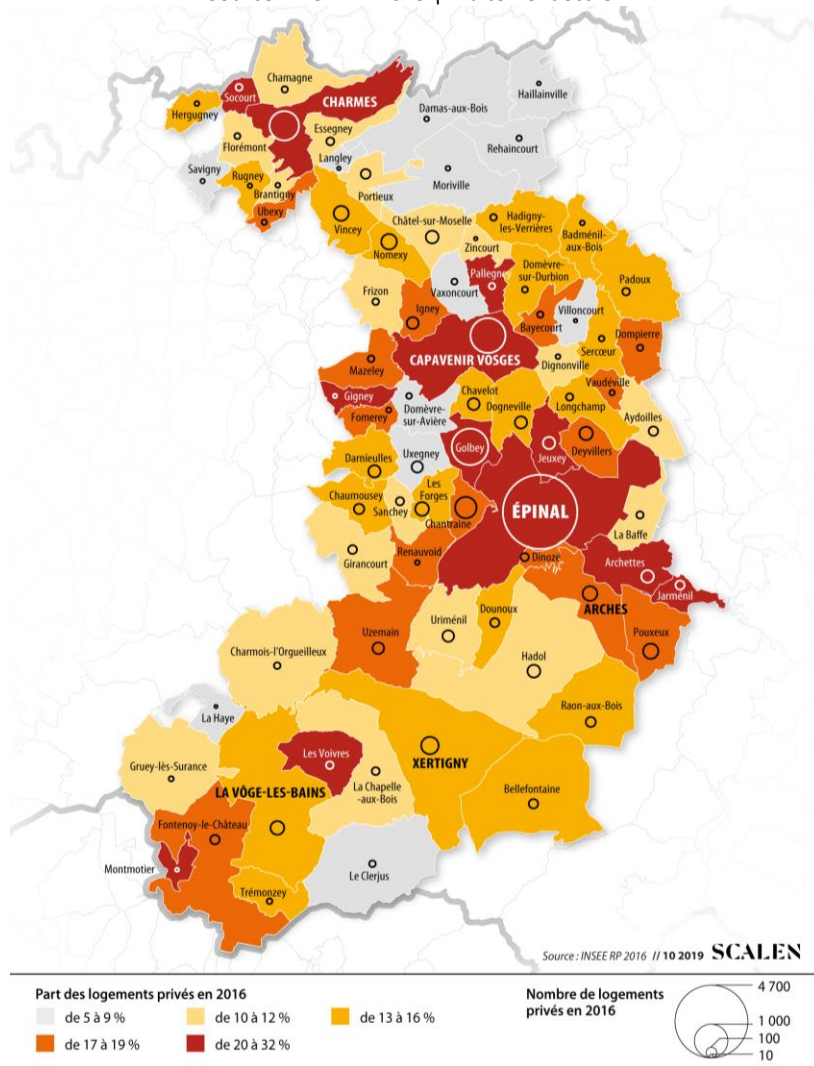 Chamagne
Socourt
CHARMES
Hergugney
Haillainville
Damas-aux-Bois
Essegney
Florémont
Rehaincourt
Langley
Savigny
Rugney
Moriville
Brantigny
Portieux
Ubexy
Châtel-sur-Moselle
Hadigny
les-Verrières
Vincey
Badménil
aux-Bois
Zincourt
Nomexy
Pallegney
Domèvre-
sur-Durbion
Padoux
Frizon
Vaxoncourt
Igney
Villoncourt
Bayecourt
Dompierre
Sercœur
CAPAVENIR VOSGES
Dignonville
Mazeley
Vaudéville
Chavelot
Gigney
Domèvre-
sur-Avière
Dogneville
Longchamp
Fomerey
Aydoilles
Golbey
Jeuxey
Deyvillers
Darnieulles
Uxegney
Les
Forges
Chaumousey
Sanchey
ÉPINAL
Chantraine
La Baffe
Girancourt
Renauvoid
Dinozé
Archettes
Jarménil
ARCHES
Dounoux
Uriménil
Uzemain
Pouxeux
Charmois-l'Orgueilleux
Hadol
Raon-aux-Bois
La Haye
Les Voivres
XERTIGNY
Gruey-lès-Surance
La Chapelle
-aux-Bois
LA VÔGE-LES-BAINS
Bellefontaine
Fontenoy-le-Château
Montmotier
Le Clerjus
Trémonzey
Source : INSEE RP 2016 // 10 2019 SCALEN
Part des logements privés en 2016
de 5 à 9 %
de 10 à 12 %
de 13 à 16 %
de 17 à 19 %
de 20 à 32 %
Nombre de logements
privés en 2016
4 700
1 000
100
10